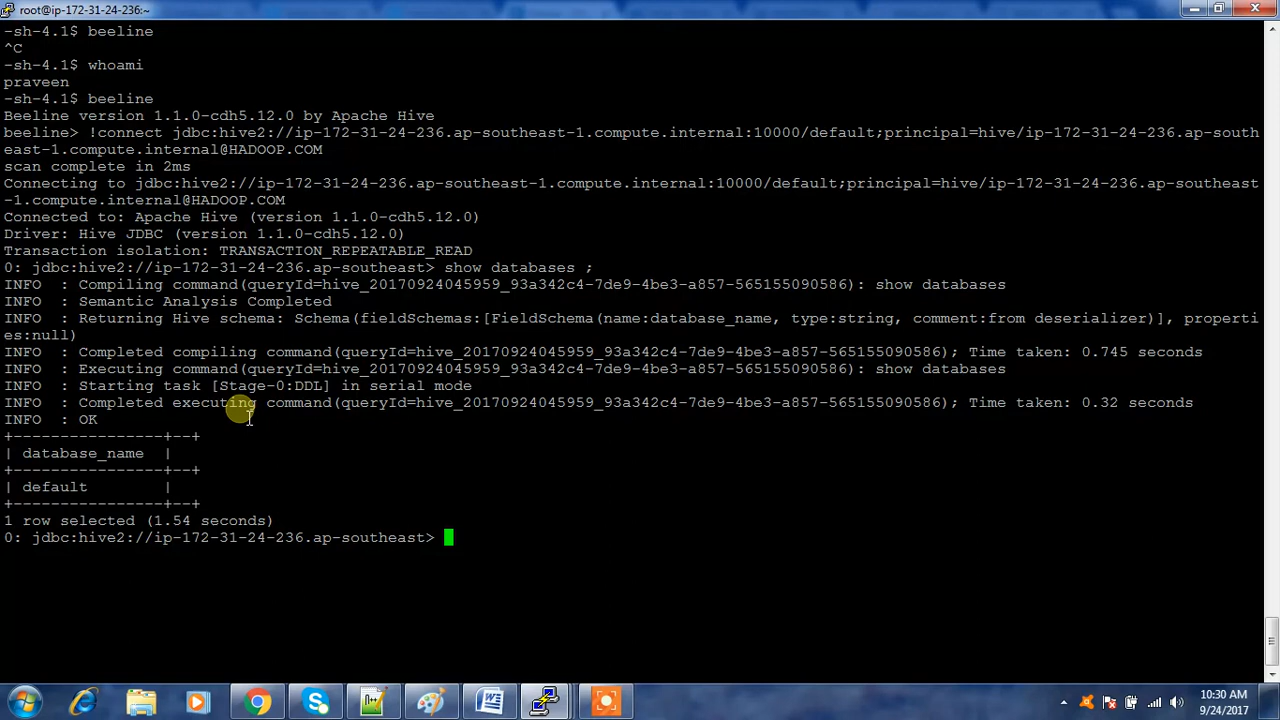 root@ip-172-31-24-236:~
-sh-4.1$ beeline
^C
-sh-4.1$ whoami
praveen
-sh-4.1$ beeline
Beeline version 1.1.0-cdh5.12.0 by Apache Hive
beeline> !connect jdbc:hive2://ip-172-31-24-236.ap-southeast-1.compute.internal:10000/default;principal=hive/ip-172-31-24-236.ap-south
east-1.compute.internal@HADOOP.COM
scan complete in 2ms
Connecting to jdbc:hive2://ip-172-31-24-236.ap-southeast-1.compute.internal:10000/default;principal=hive/ip-172-31-24-236.ap-southeast
-1.compute.internal@HADOOP.COM
Connected to: Apache Hive (version 1.1.0-cdh5.12.0)
Driver: Hive JDBC (version 1.1.0-cdh5.12.0)
Transaction isolation: TRANSACTION_REPEATABLE_READ
0: jdbc:hive2://ip-172-31-24-236.ap-southeast> show databases ;
INFO  : Compiling command(queryId=hive_20170924045959_93a342c4-7de9-4be3-a857-565155090586): show databases
INFO  : Semantic Analysis Completed
INFO  : Returning Hive schema: Schema(fieldSchemas:[FieldSchema(name:database_name, type:string, comment:from deserializer)], properti
es:null)
INFO  : Completed compiling command(queryId=hive_20170924045959_93a342c4-7de9-4be3-a857-565155090586); Time taken: 0.745 seconds
INFO  : Executing command(queryId=hive_20170924045959_93a342c4-7de9-4be3-a857-565155090586): show databases
INFO  : Starting task [Stage-0:DDL] in serial mode
INFO  : Completed executing command(queryId=hive_20170924045959_93a342c4-7de9-4be3-a857-565155090586); Time taken: 0.32 seconds
INFO  : OK
+----------------+--+
| database_name  |
+----------------+--+
| default        |
+----------------+--+
1 row selected (1.54 seconds)
0: jdbc:hive2://ip-172-31-24-236.ap-southeast>
10:30 AM
9/24/2017